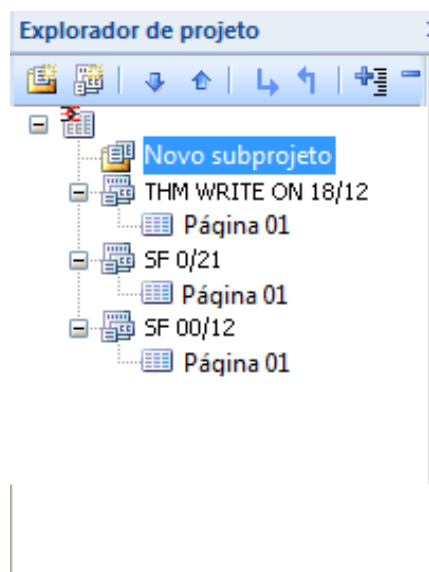 Explorador de projeto
Novo subprojeto
THM WRITE ON 18/12
Página 01
SF 0/21
Página 01
SF 00/12
Página 01